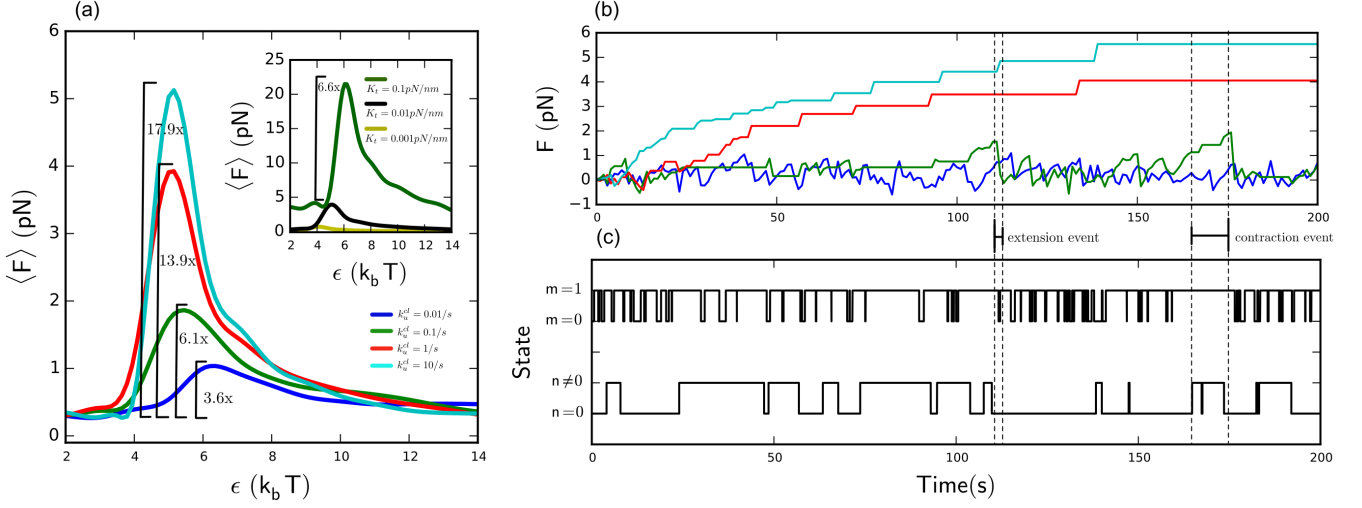 (a)
⟨F⟩ (pN)
6
5
4
3
2
1
0
17.9x
13.9x
6.1x
3.6x
2 4 6 8 10 12 14
ϵ (k_b T)
k_u^{cl} = 0.01/s
k_u^{cl} = 0.1/s
k_u^{cl} = 1/s
k_u^{cl} = 10/s
⟨F⟩ (pN)
25
20
15
10
5
0
6.6x
K_t = 0.1pN/nm
K_t = 0.01pN/nm
K_t = 0.001pN/nm
2 4 6 8 10 12 14
ϵ (k_b T)
(b)
F (pN)
6
5
4
3
2
1
0
−1
0 50 100 150 200
extension event
contraction event
(c)
State
m=1
m=0
n≠0
n=0
0 50 100 150 200
Time(s)